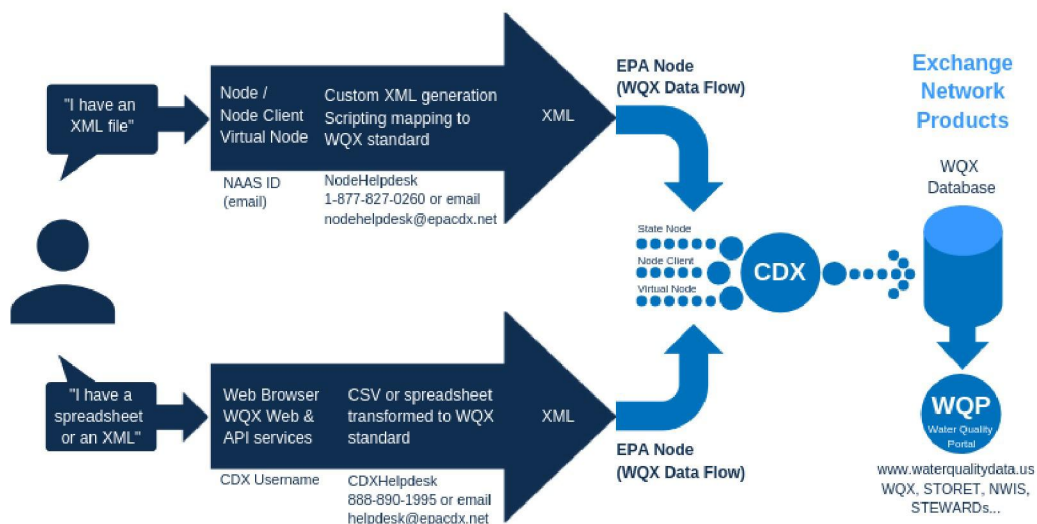 "I have an
XML file"
Node /
Node Client
Virtual Node
Custom XML generation
Scripting mapping to
WQX standard
XML
NAAS ID
(email)
NodeHelpdesk
1-877-827-0260 or email
nodehelpdesk@epacdx.net
EPA Node
(WQX Data Flow)
Exchange
Network
Products
WQX
Database
State Node
Node Client
Virtual Node
CDX
"I have a
spreadsheet
or an XML"
Web Browser
WQX Web &
API services
CSV or spreadsheet
transformed to WQX
standard
XML
CDX Username
CDXHelpdesk
888-890-1995 or email
helpdesk@epacdx.net
EPA Node
(WQX Data Flow)
WQP
Water Quality
Portal
www.waterqualitydata.us
WQX, STORET, NWIS,
STEWARDs...